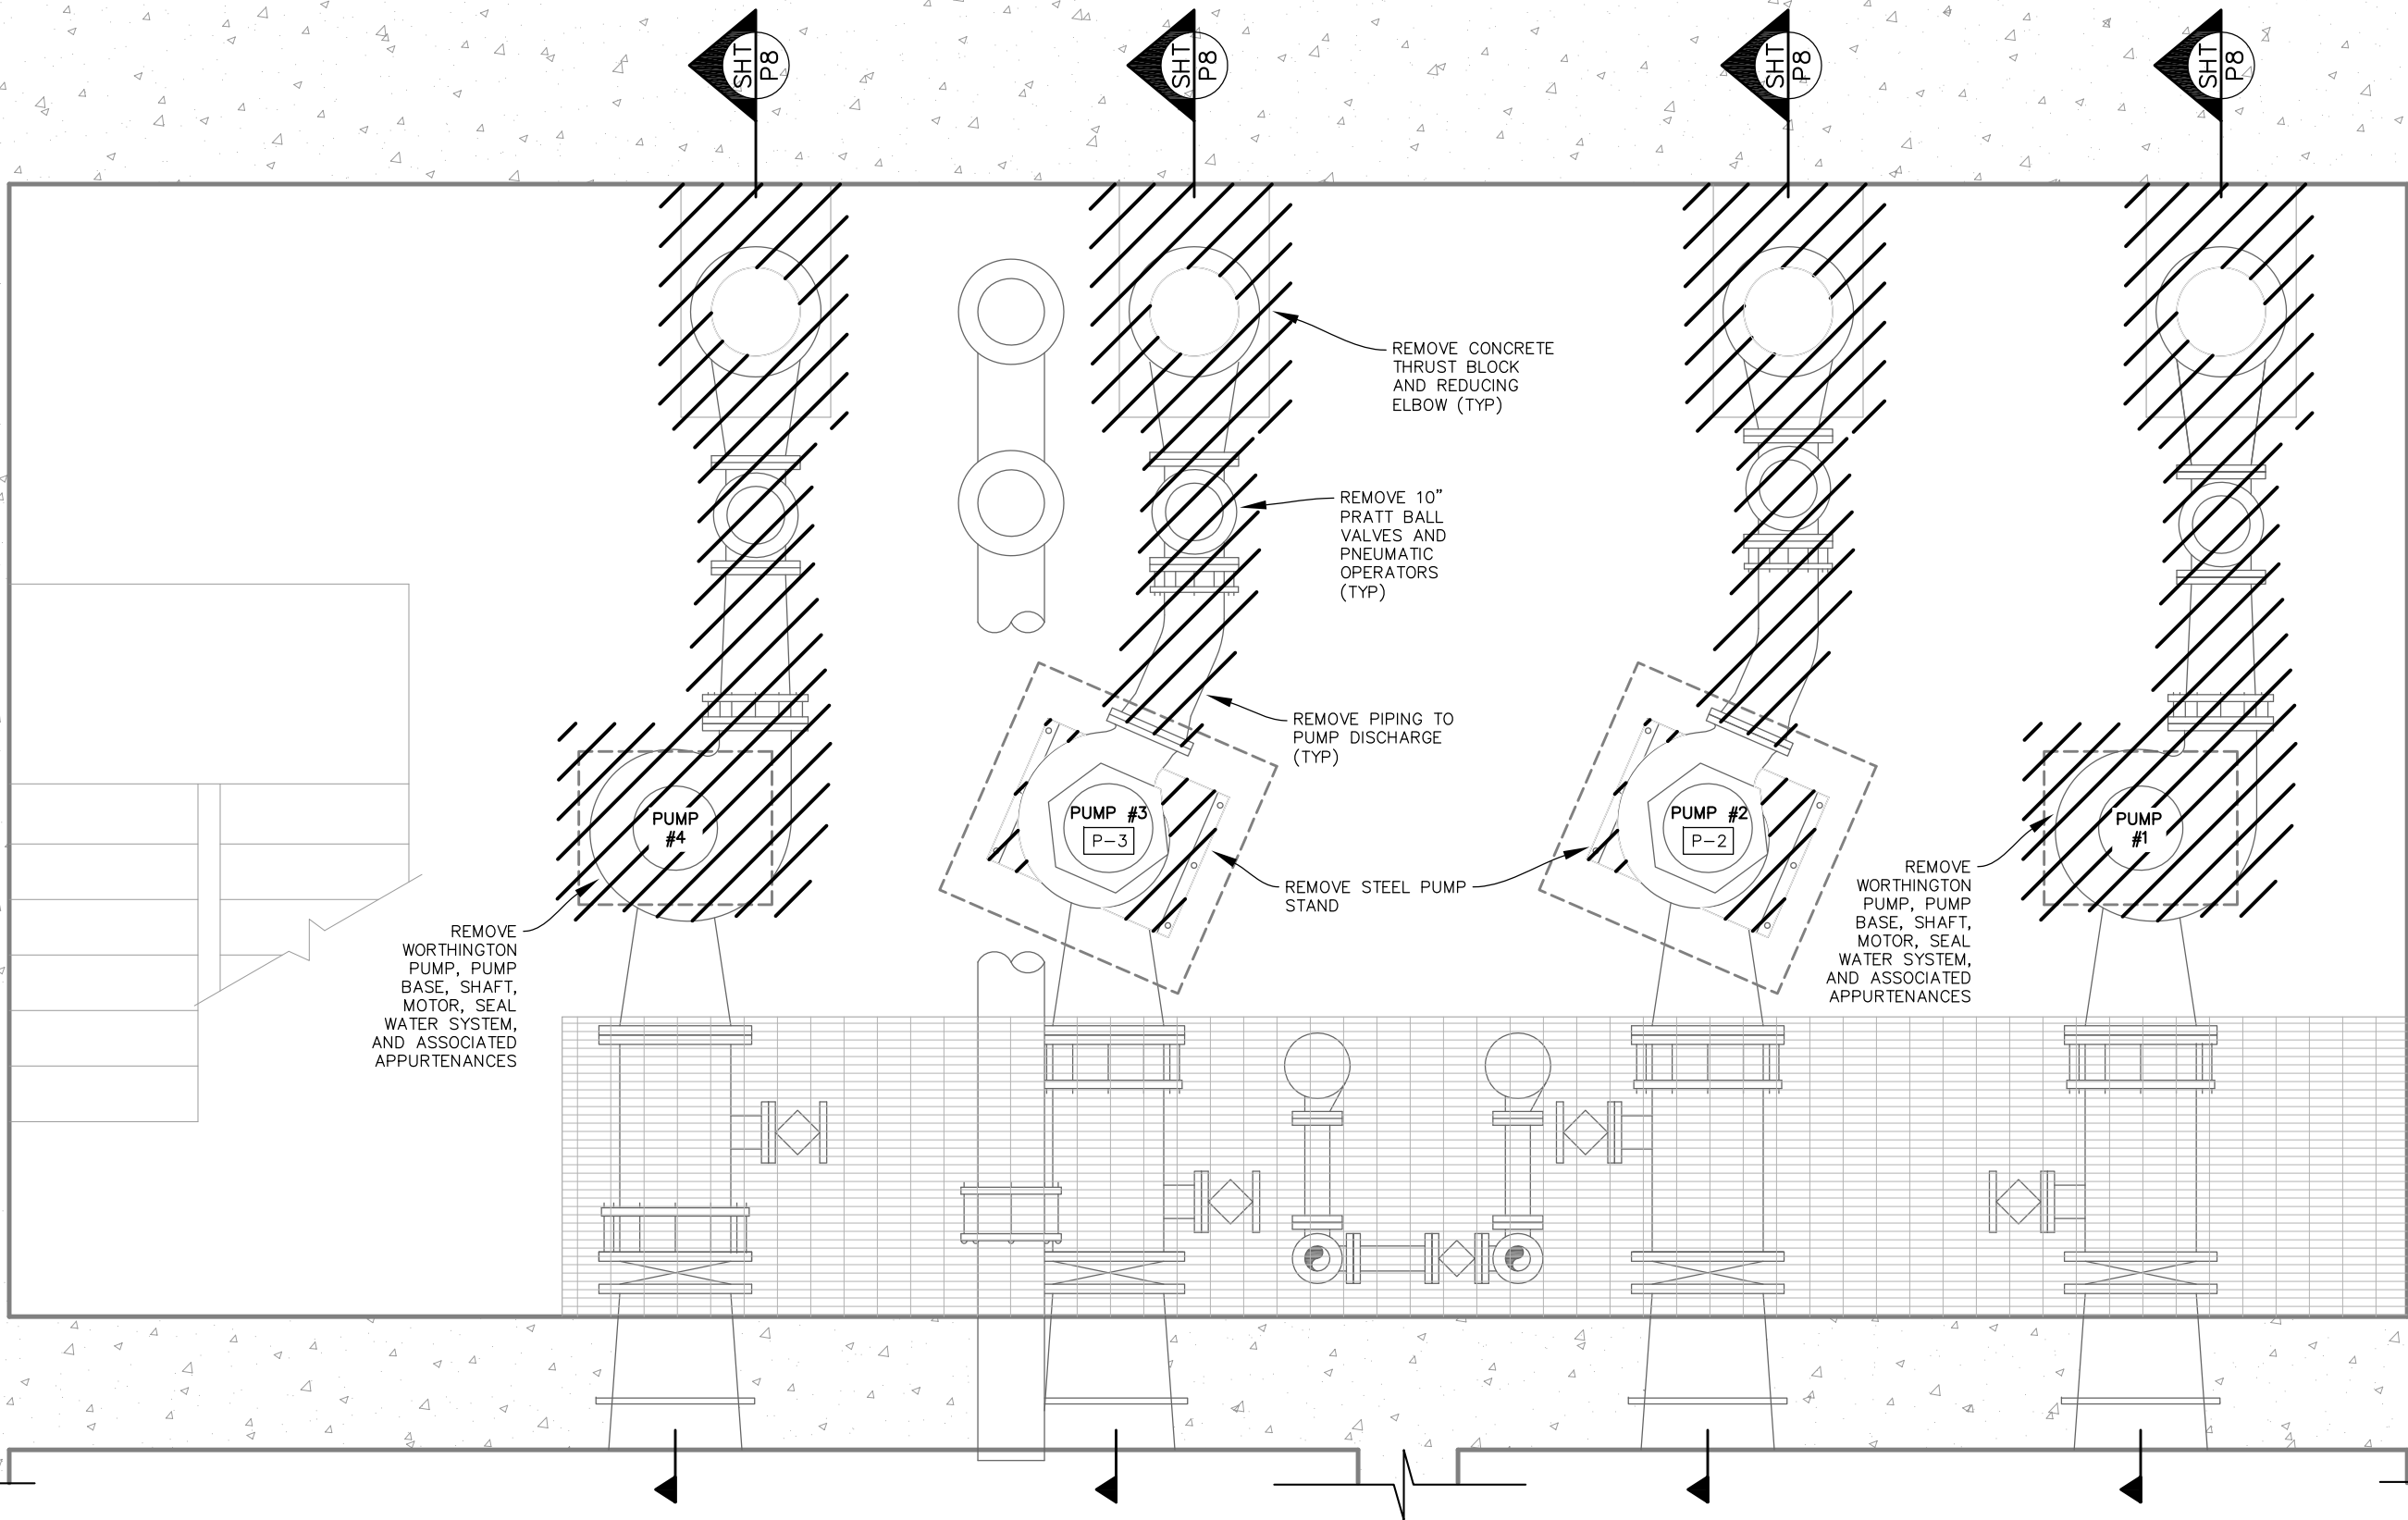 SHT
P8
SHT
P8
SHT
P8
SHT
P8
REMOVE CONCRETE
THRUST BLOCK
AND REDUCING
ELBOW (TYP)
REMOVE 10"
PRATT BALL
VALVES AND
PNEUMATIC
OPERATORS
(TYP)
REMOVE PIPING TO
PUMP DISCHARGE
(TYP)
PUMP
#4
PUMP #3
P-3
PUMP #2
P-2
PUMP
#1
REMOVE STEEL PUMP
STAND
REMOVE
WORTHINGTON
PUMP, PUMP
BASE, SHAFT,
MOTOR, SEAL
WATER SYSTEM,
AND ASSOCIATED
APPURTENANCES
REMOVE
WORTHINGTON
PUMP, PUMP
BASE, SHAFT,
MOTOR, SEAL
WATER SYSTEM,
AND ASSOCIATED
APPURTENANCES